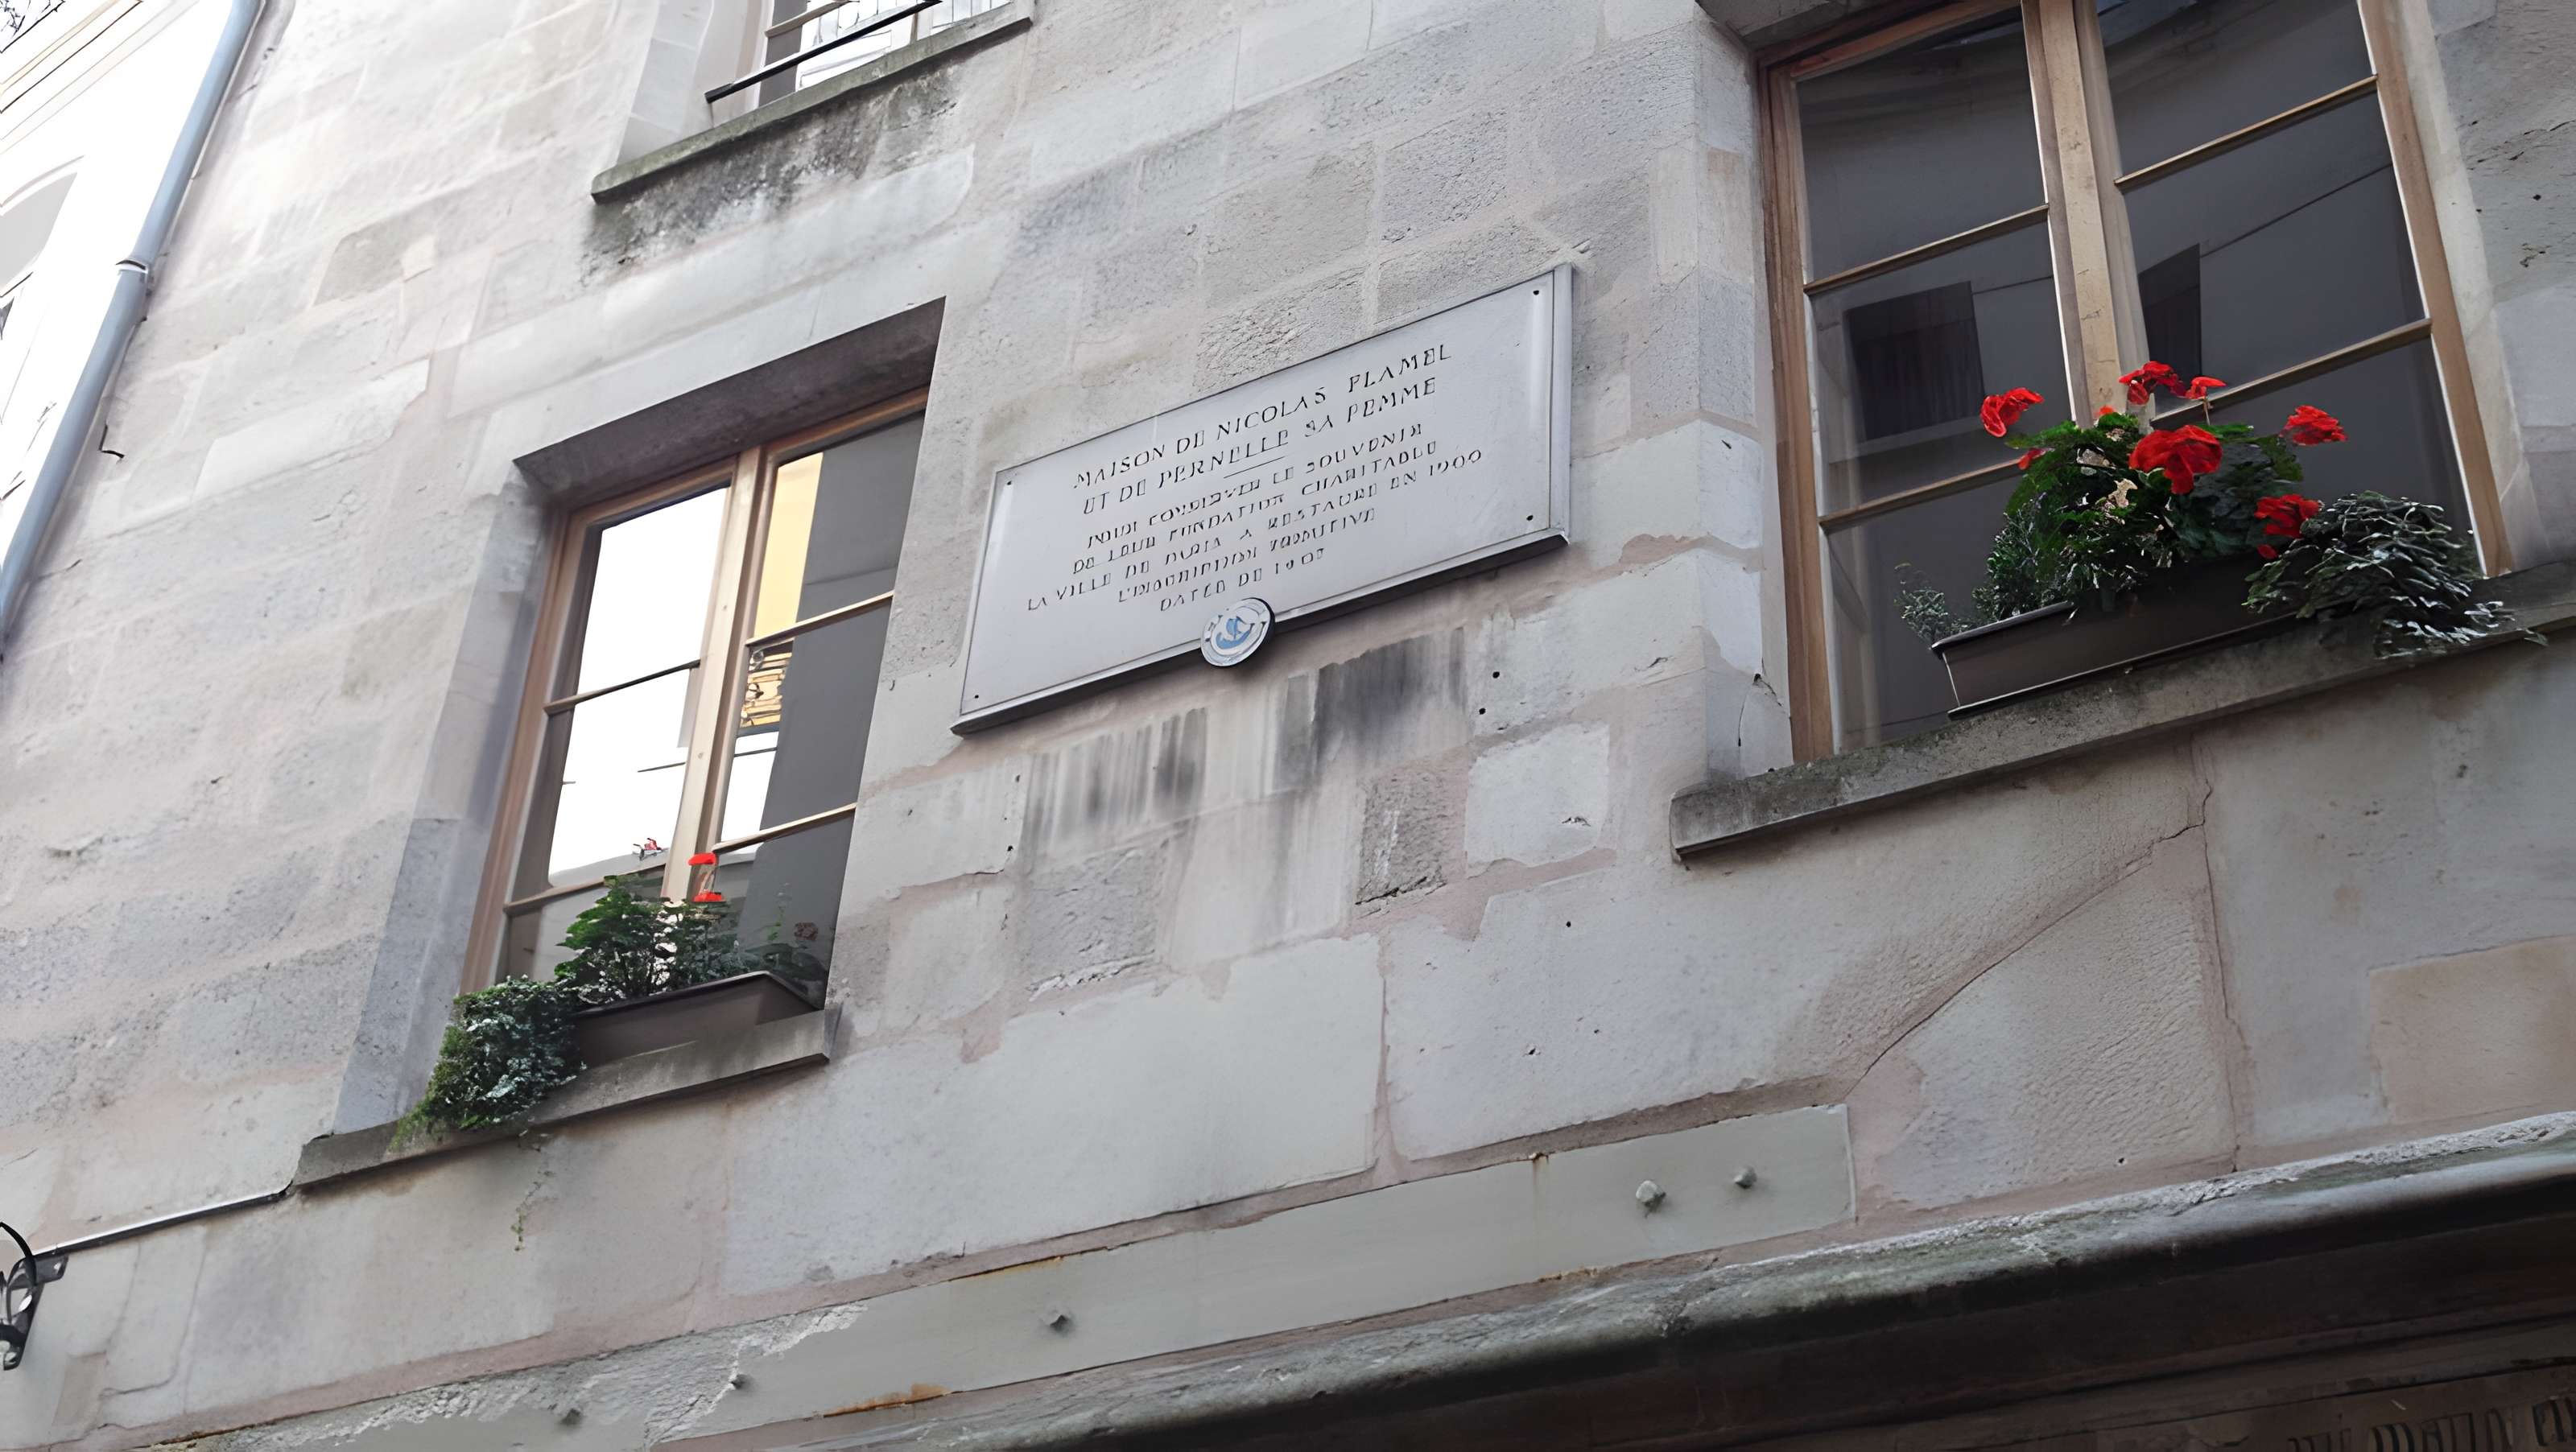 MAISON DE NICOLAS FLAMEL
ET DE PERNELLE SA FEMME
CONSERVER LE SOUVENIR
DE LEUR FONDATION CHARITABLE
LA VILLE DE PARIS A RESTAURÉ EN 1900
L'INSCRIPTION PRIMITIVE
DATÉE DE 1407